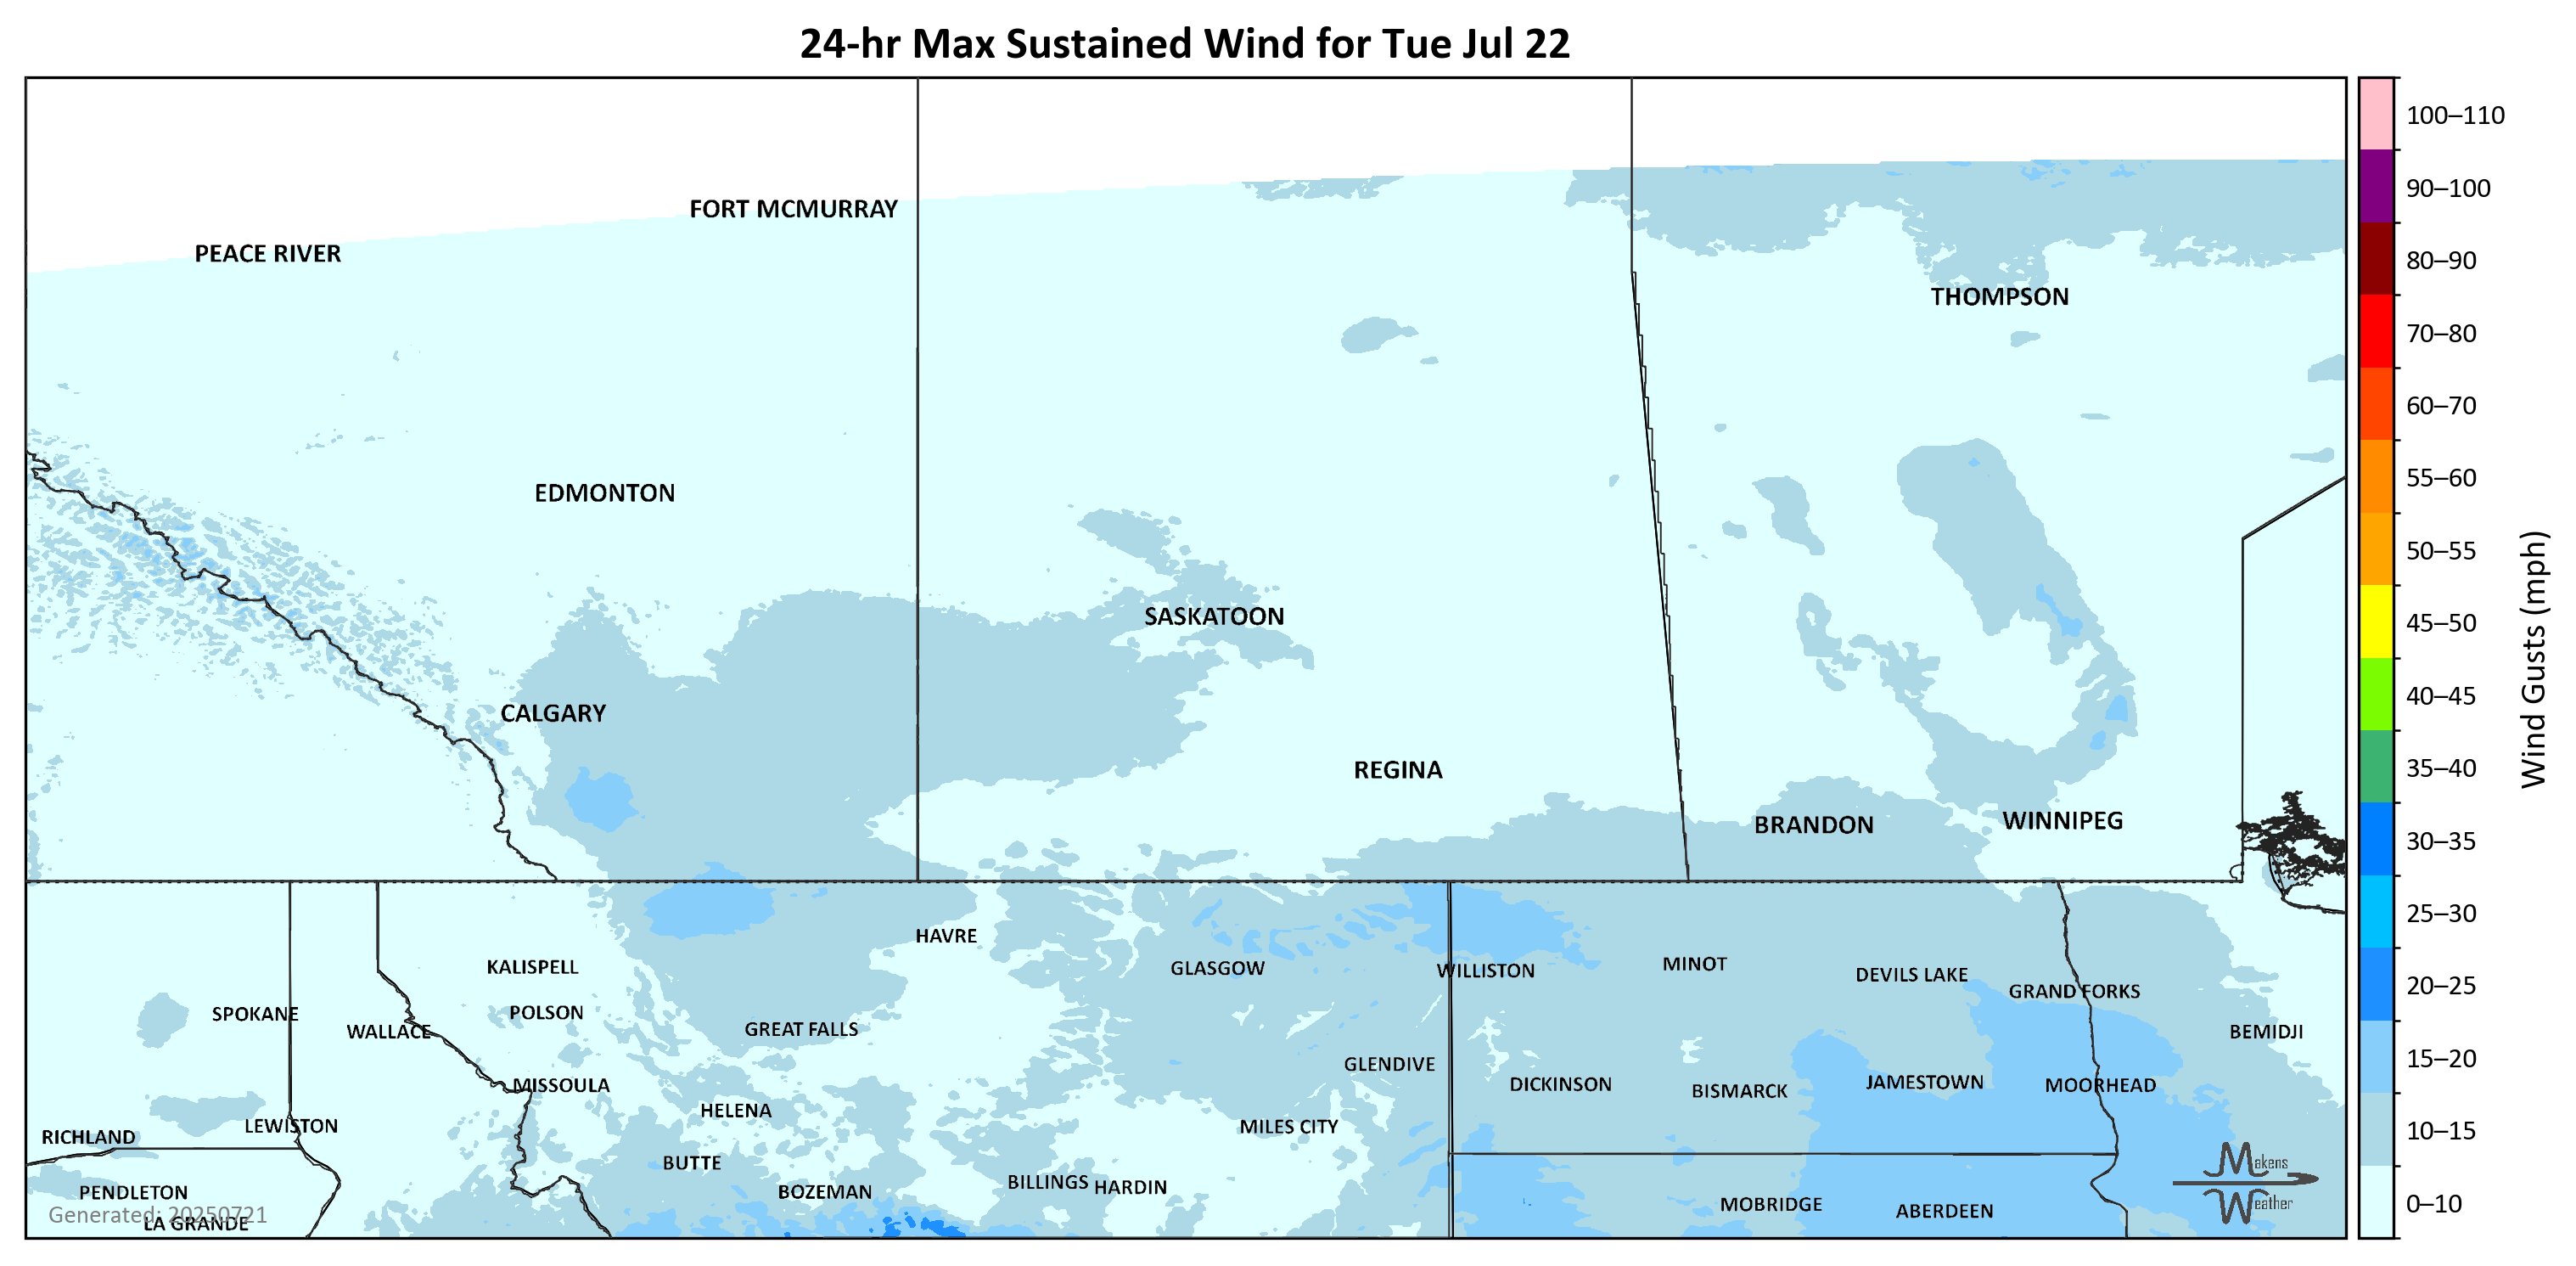 24-hr Max Sustained Wind for Tue Jul 22
100–110
90–100
80–90
70–80
60–70
55–60
50–55
45–50
40–45
35–40
30–35
25–30
20–25
15–20
10–15
0–10
Wind Gusts (mph)
FORT MCMURRAY
PEACE RIVER
THOMPSON
EDMONTON
SASKATOON
CALGARY
REGINA
BRANDON
WINNIPEG
HAVRE
KALISPELL
GLASGOW
WILLISTON
MINOT
DEVILS LAKE
GRAND FORKS
SPOKANE
POLSON
WALLACE
GREAT FALLS
BEMIDJI
GLENDIVE
MISSOULA
DICKINSON
BISMARCK
JAMESTOWN
MOORHEAD
HELENA
LEWISTON
MILES CITY
RICHLAND
BUTTE
PENDLETON
BOZEMAN
BILLINGS
HARDIN
MOBRIDGE
ABERDEEN
LA GRANDE
Generated: 20250721
Makens
Weather